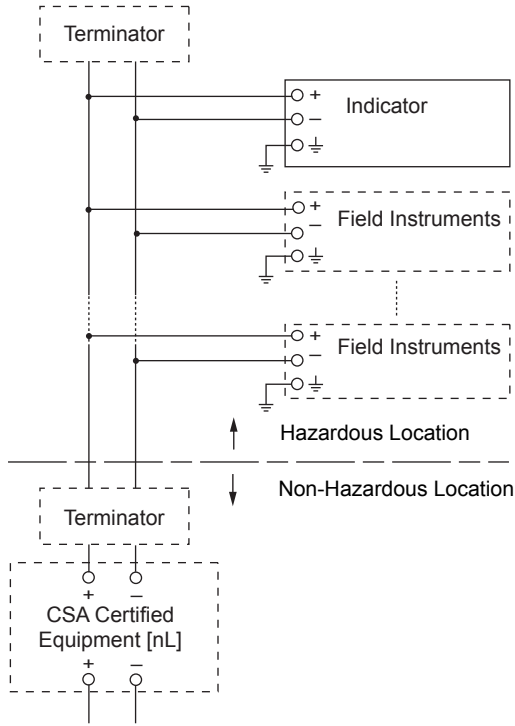 Terminator
+
Indicator
−
+
Field Instruments
−
+
Field Instruments
−
Hazardous Location
Non-Hazardous Location
Terminator
+ −
CSA Certified
Equipment [nL]
+ −